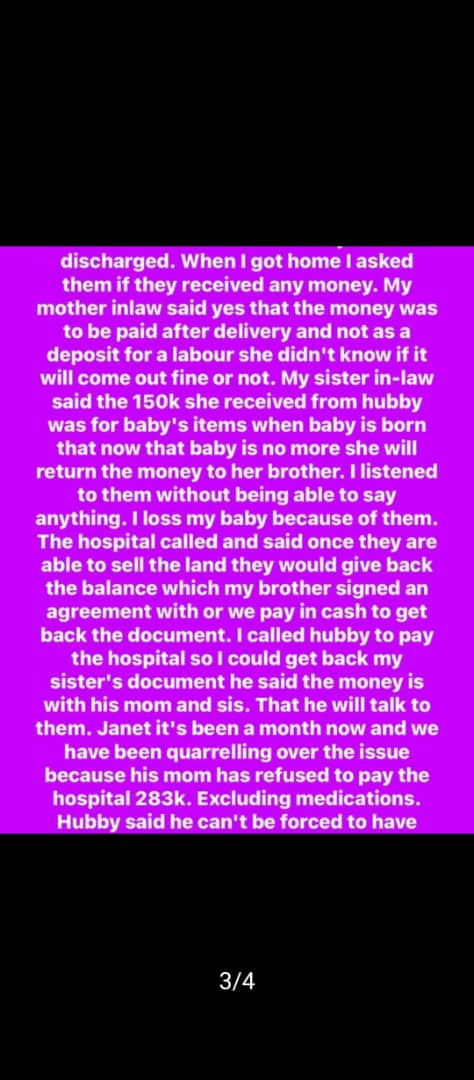 discharged. When I got home I asked
them if they received any money. My
mother inlaw said yes that the money was
to be paid after delivery and not as a
deposit for a labour she didn't know if it
will come out fine or not. My sister in-law
said the 150k she received from hubby
was for baby's items when baby is born
that now that baby is no more she will
return the money to her brother. I listened
to them without being able to say
anything. I loss my baby because of them.
The hospital called and said once they are
able to sell the land they would give back
the balance which my brother signed an
agreement with or we pay in cash to get
back the document. I called hubby to pay
the hospital so I could get back my
sister's document he said the money is
with his mom and sis. That he will talk to
them. Janet it's been a month now and we
have been quarrelling over the issue
because his mom has refused to pay the
hospital 283k. Excluding medications.
Hubby said he can't be forced to have
3/4